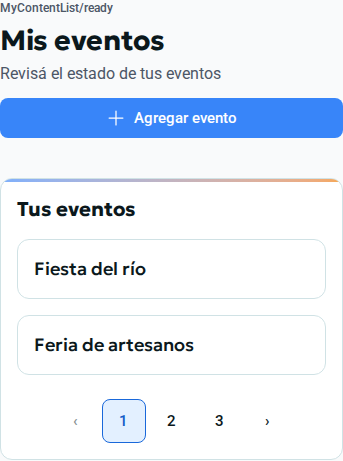 MyContentList/ready
Mis eventos
Revisá el estado de tus eventos
Agregar evento
Tus eventos
Fiesta del río
Feria de artesanos
‹ 1 2 3 ›